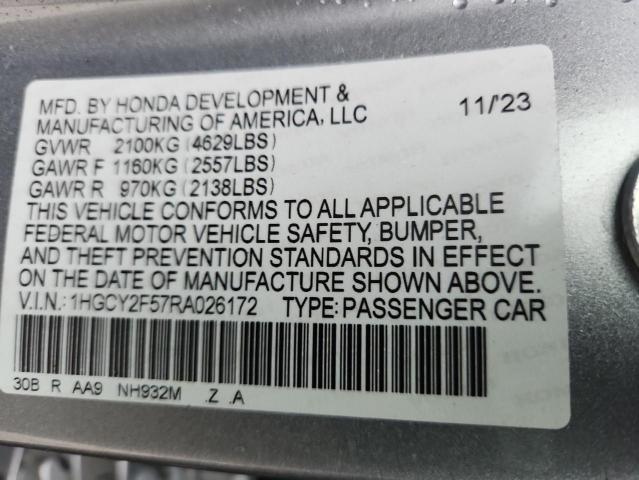 MFD. BY HONDA DEVELOPMENT & 11/'23
MANUFACTURING OF AMERICA, LLC
GVWR 2100KG (4629LBS)
GAWR F 1160KG (2557LBS)
GAWR R 970KG (2138LBS)
THIS VEHICLE CONFORMS TO ALL APPLICABLE
FEDERAL MOTOR VEHICLE SAFETY, BUMPER,
AND THEFT PREVENTION STANDARDS IN EFFECT
ON THE DATE OF MANUFACTURE SHOWN ABOVE.
V.I.N.: 1HGCY2F57RA026172 TYPE: PASSENGER CAR
30B R AA9 NH932M .Z .A